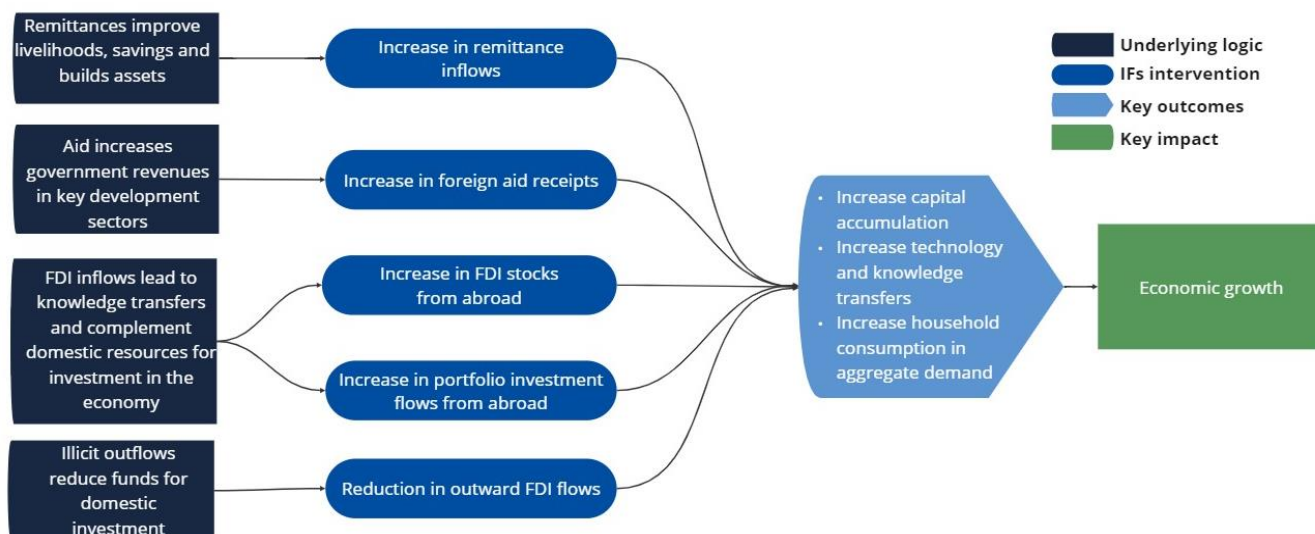 Remittances improve
livelihoods, savings and
builds assets
Increase in remittance
inflows
Underlying logic
IFs intervention
Key outcomes
Key impact
Aid increases
government revenues
in key development
sectors
Increase in foreign aid receipts
FDI inflows lead to
knowledge transfers
and complement
domestic resources for
investment in the
economy
Increase in FDI stocks
from abroad
Increase in portfolio investment
flows from abroad
Illicit outflows
reduce funds for
domestic
investment
Reduction in outward FDI flows
• Increase capital
accumulation
• Increase technology
and knowledge
transfers
• Increase household
consumption in
aggregate demand
Economic growth